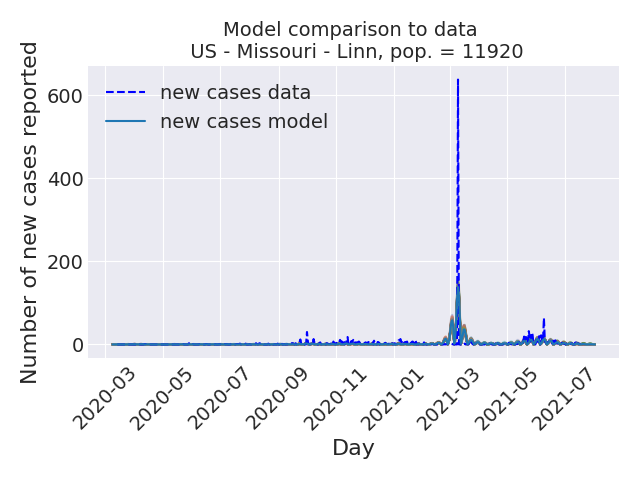 Model comparison to data
US - Missouri - Linn, pop. = 11920
new cases data
new cases model
Number of new cases reported
600
400
200
0
2020-03
2020-05
2020-07
2020-09
2020-11
2021-01
2021-03
2021-05
2021-07
Day